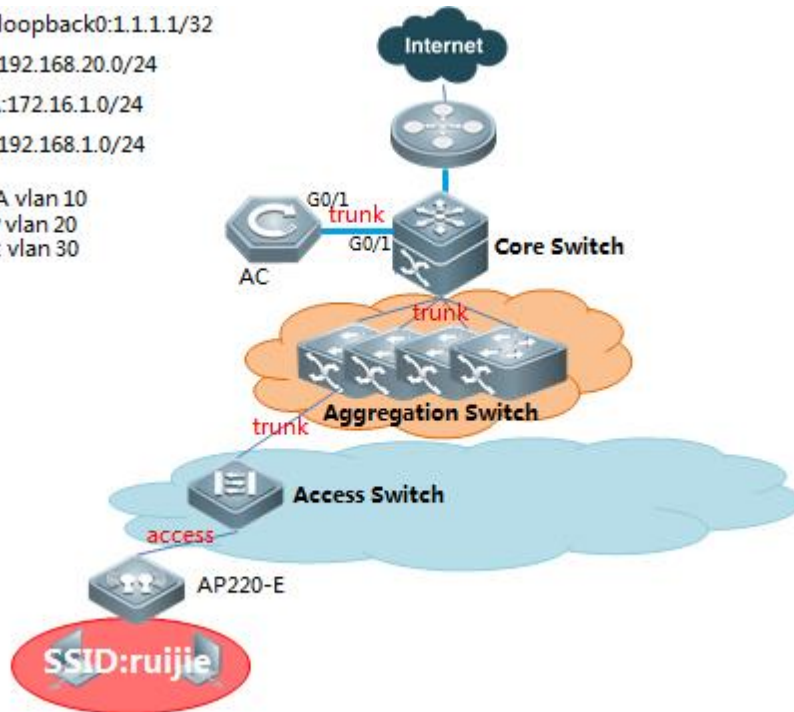 loopback0:1.1.1.1/32
192.168.20.0/24
:172.16.1.0/24
192.168.1.0/24
A vlan 10
vlan 20
vlan 30
Internet
G0/1
trunk
G0/1
AC
Core Switch
trunk
Aggregation Switch
trunk
Access Switch
access
AP220-E
SSID:ruijie